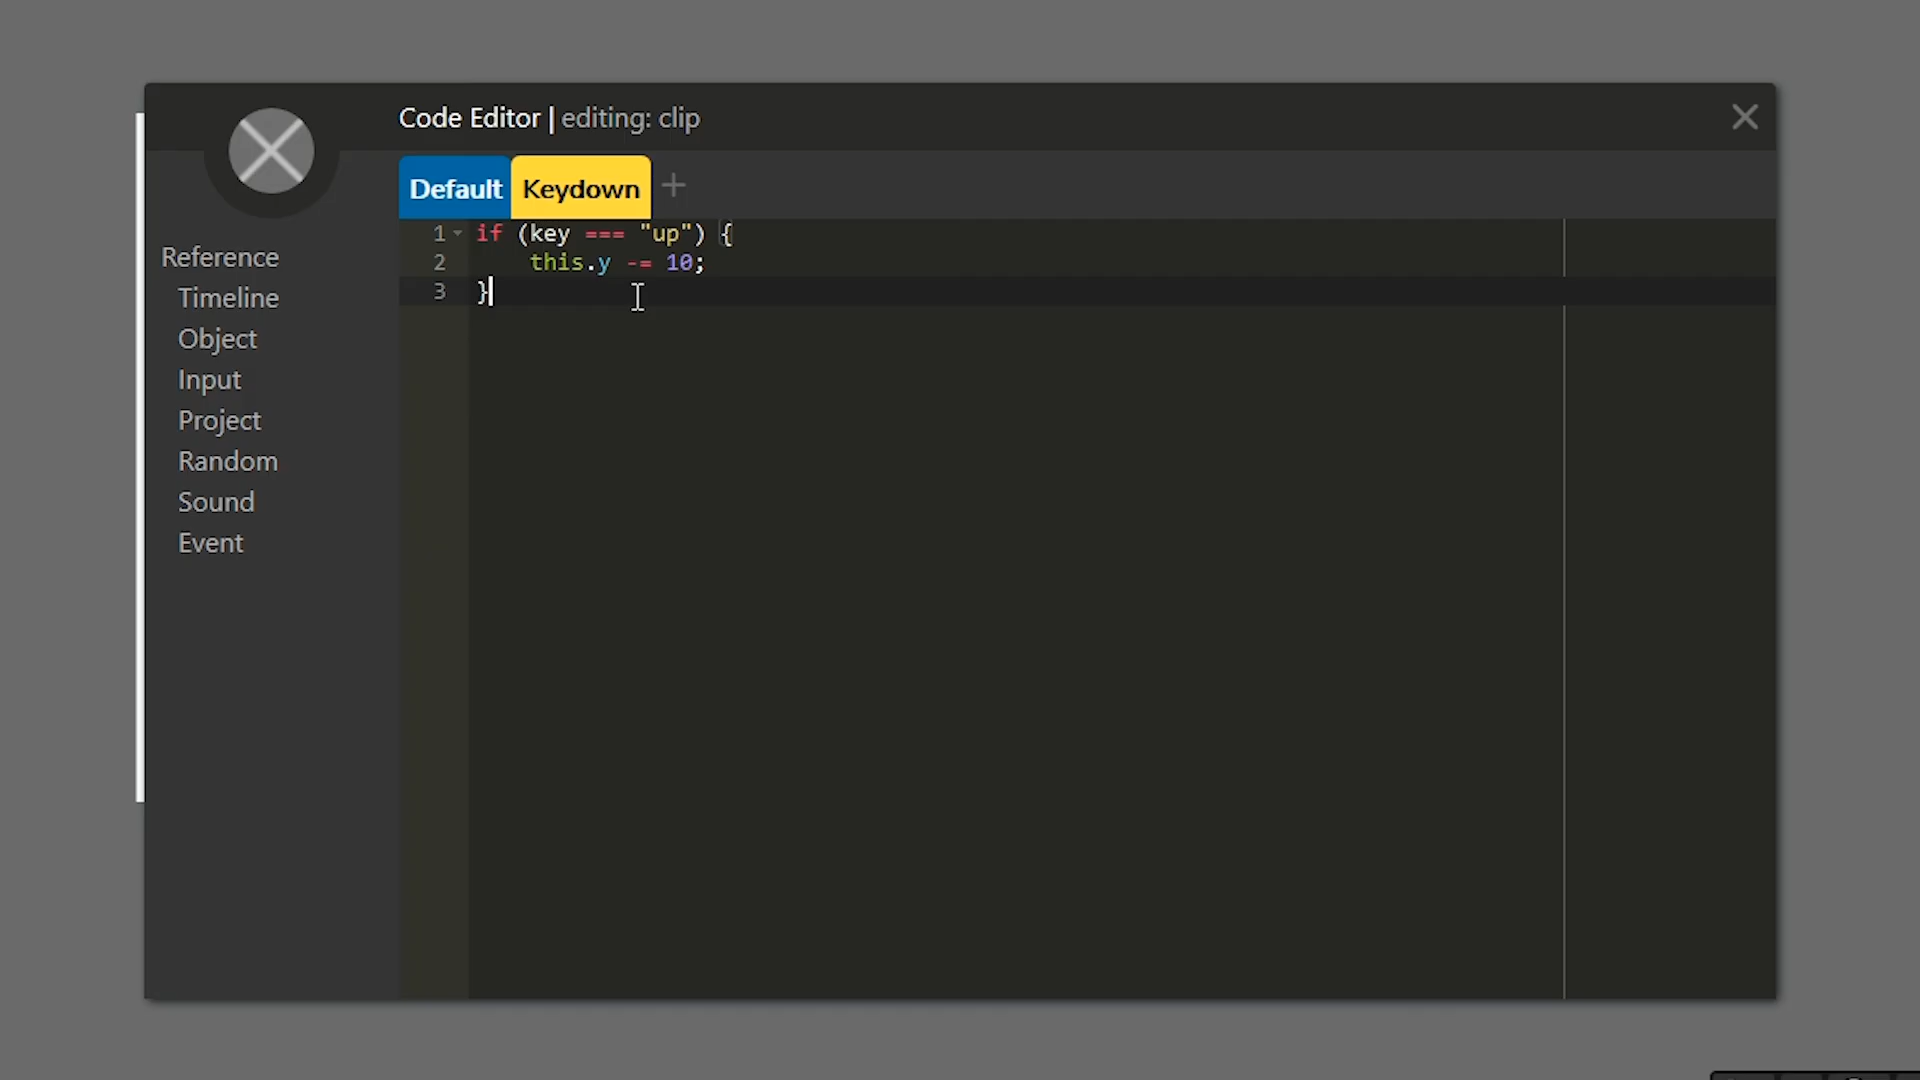 Code Editor | editing: clip
Default Keydown +
Reference
Timeline
Object
Input
Project
Random
Sound
Event
1 if (key === "up") {
2     this.y -= 10;
3 }